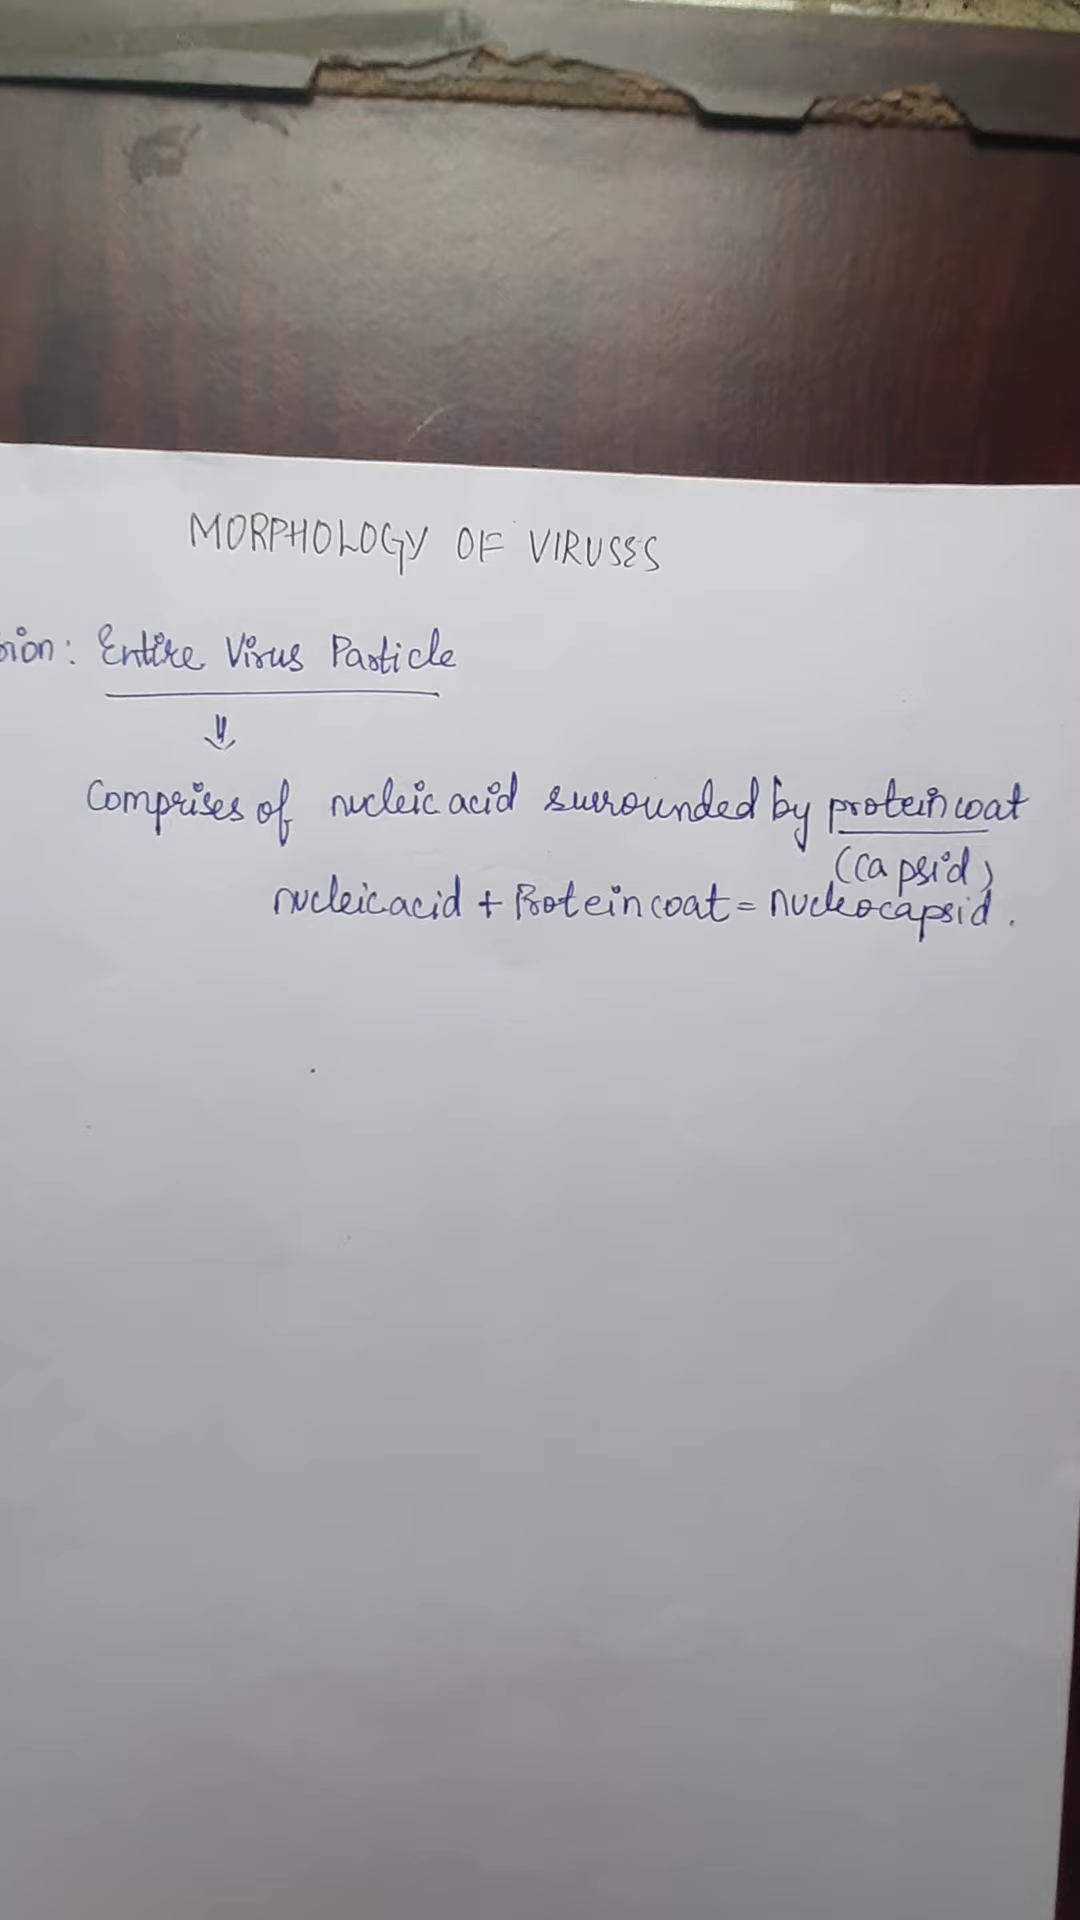 MORPHOLOGY OF VIRUSES
Entire Virus Particle
Comprises of nucleic acid surrounded by protein coat
(capsid)
nucleic acid + Protein coat = nucleocapsid.